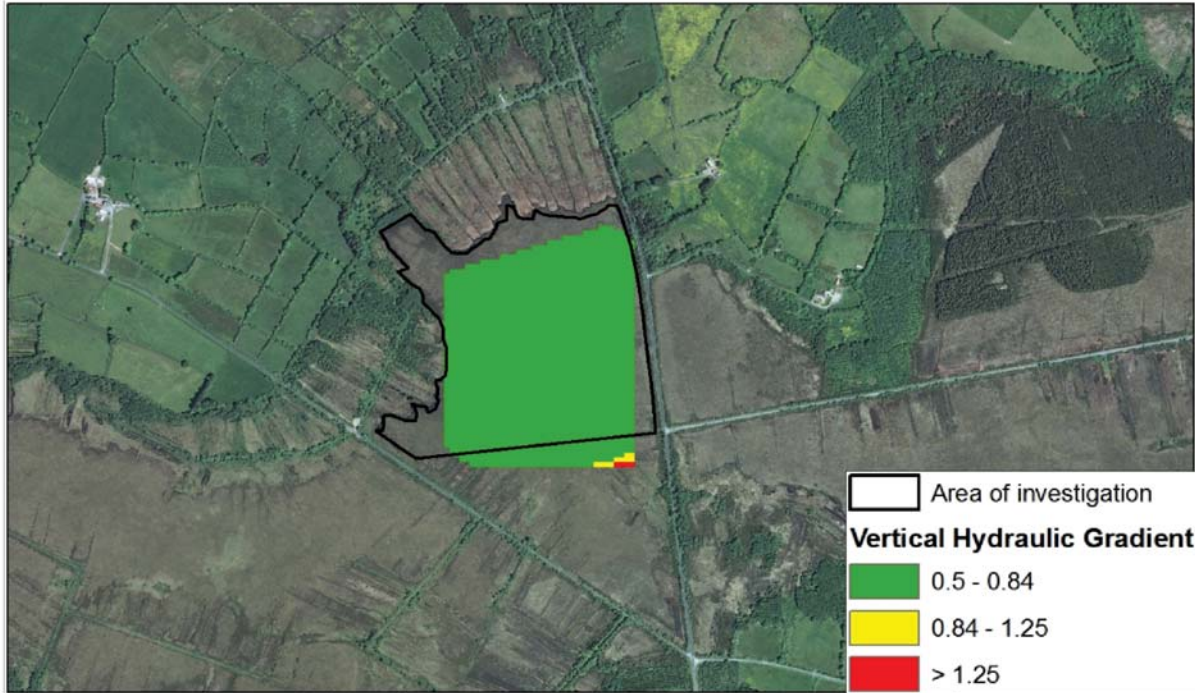 Area of investigation
Vertical Hydraulic Gradient
0.5 - 0.84
0.84 - 1.25
> 1.25